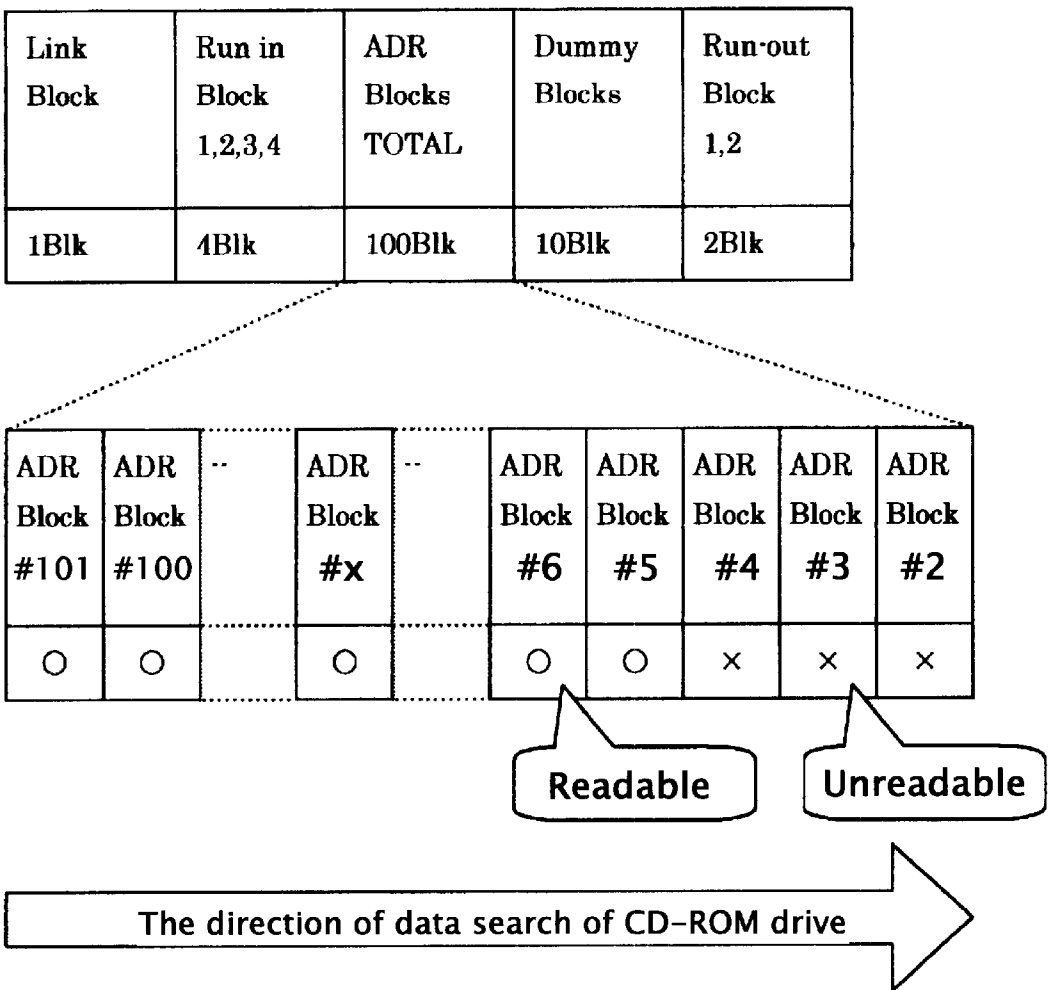 Link Block
Run in Block 1,2,3,4
ADR Blocks TOTAL
Dummy Blocks
Run-out Block 1,2
1Blk
4Blk
100Blk
10Blk
2Blk
ADR Block #101
ADR Block #100
--
ADR Block #x
--
ADR Block #6
ADR Block #5
ADR Block #4
ADR Block #3
ADR Block #2
○ ○ ○ ○ ○ × × ×
Readable
Unreadable
The direction of data search of CD-ROM drive